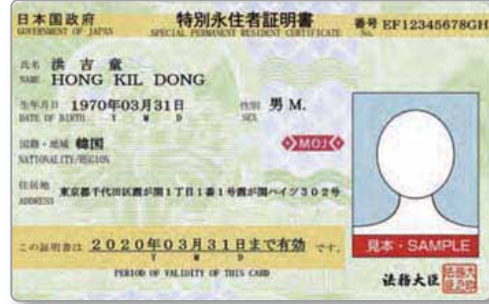 日本国政府 特別永住者証明書 番号 EF12345678GH
GOVERNMENT OF JAPAN SPECIAL PERMANENT RESIDENT CERTIFICATE No.
氏名 洪 吉 童
NAME HONG KIL DONG
生年月日 1970年03月31日 性別 男 M.
DATE OF BIRTH Y M D SEX
国籍・地域 韓国
NATIONALITY/REGION
MOJ
住居地 東京都千代田区霞が関1丁目1番1号霞が関ハイツ302号
ADDRESS
この証明書は 2020年03月31日まで有効 です。
Y M D
PERIOD OF VALIDITY OF THIS CARD
見本・SAMPLE
法務大臣